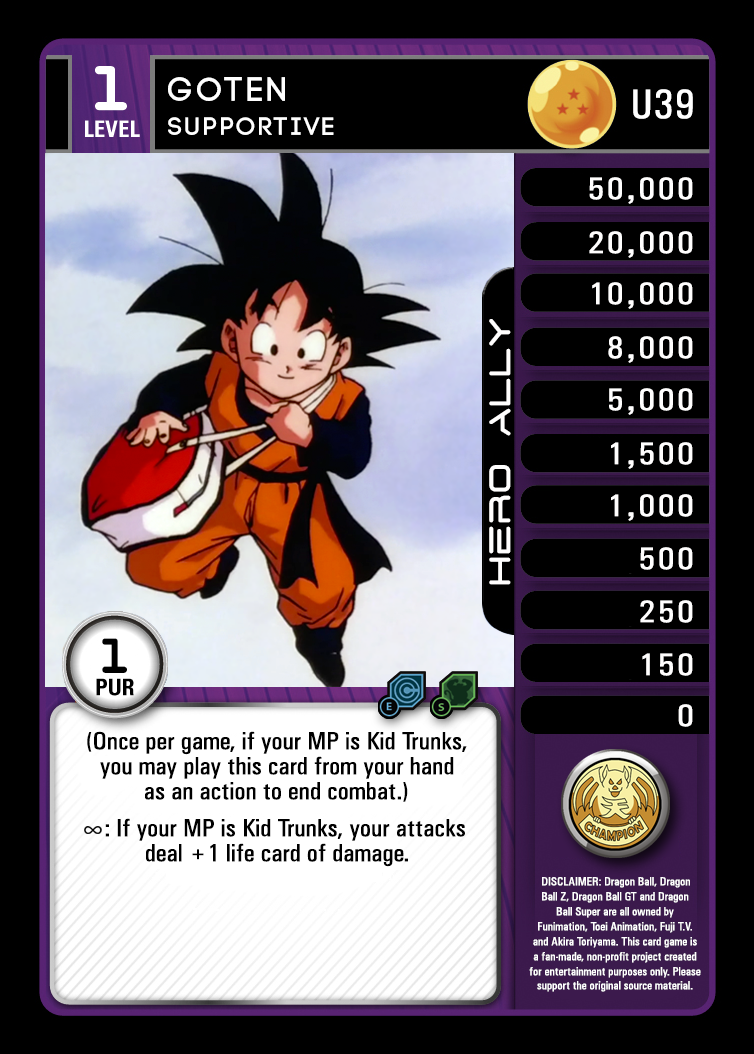 1
LEVEL
GOTEN
SUPPORTIVE
U39
50,000
20,000
10,000
8,000
5,000
1,500
1,000
500
250
150
0
HERO ALLY
1
PUR
E
S
(Once per game, if your MP is Kid Trunks,
you may play this card from your hand
as an action to end combat.)
∞: If your MP is Kid Trunks, your attacks
deal +1 life card of damage.
CHAMPION
DISCLAIMER: Dragon Ball, Dragon
Ball Z, Dragon Ball GT and Dragon
Ball Super are all owned by
Funimation, Toei Animation, Fuji T.V.
and Akira Toriyama. This card game is
a fan-made, non-profit project created
for entertainment purposes only. Please
support the original source material.